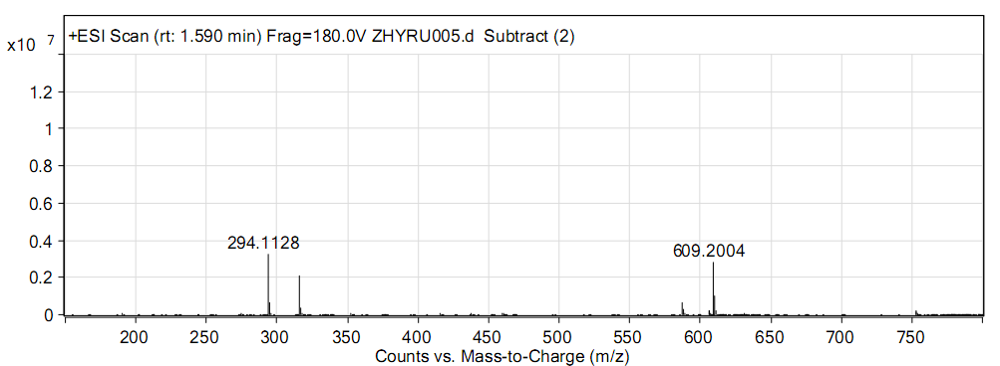 +ESI Scan (rt: 1.590 min) Frag=180.0V ZHYRU005.d Subtract (2)
x10 7
1.2
1
0.8
0.6
0.4
0.2
0
294.1128
609.2004
200 250 300 350 400 450 500 550 600 650 700 750
Counts vs. Mass-to-Charge (m/z)